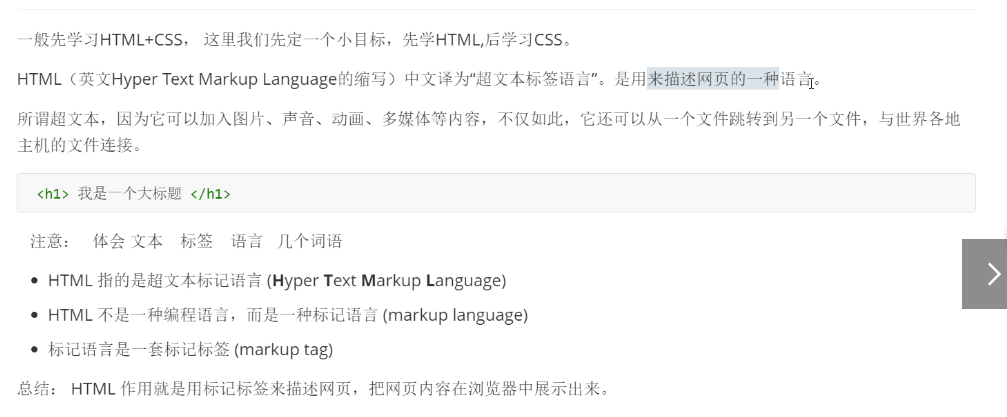 一般先学习HTML+CSS， 这里我们先定一个小目标，先学HTML,后学习CSS。
HTML（英文Hyper Text Markup Language的缩写）中文译为“超文本标签语言”。是用来描述网页的一种语言。
所谓超文本，因为它可以加入图片、声音、动画、多媒体等内容，不仅如此，它还可以从一个文件跳转到另一个文件，与世界各地
主机的文件连接。
<h1> 我是一个大标题 </h1>
注意： 体会 文本 标签 语言 几个词语
HTML 指的是超文本标记语言 (Hyper Text Markup Language)
HTML 不是一种编程语言，而是一种标记语言 (markup language)
标记语言是一套标记标签 (markup tag)
总结： HTML 作用就是用标记标签来描述网页，把网页内容在浏览器中展示出来。